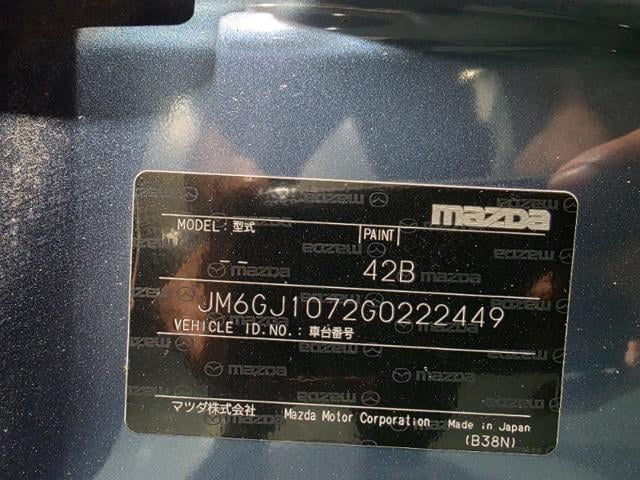 mazda
MODEL: 型式 PAINT
-- 42B
JM6GJ1072G0222449
VEHICLE ID.NO.: 車台番号
マツダ株式会社 Mazda Motor Corporation Made in Japan
(B38N)